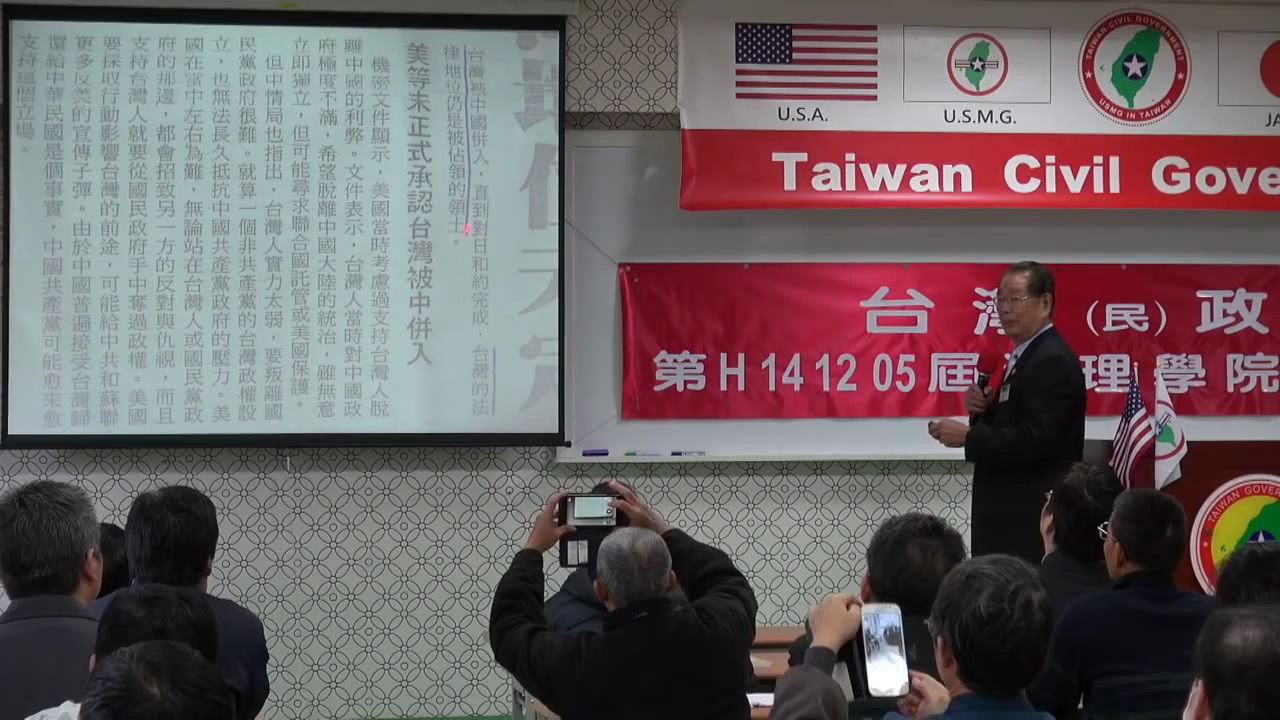 台灣被中國併入，直到對日和約完成，台灣的法
律地位仍是被佔領的領土。
美等未正式承認台灣被中併入
機密文件顯示，美國當時考慮過支持台灣人脫
離中國的利弊。文件表示，台灣人當時對中國政
府極度不滿，希望脫離中國大陸的統治，雖無意
立即獨立，但可能尋求聯合國託管或美國保護。
但中情局也指出，台灣人實力太弱，要叛離國
民黨政府很難。就算一個非共產黨的台灣政權設
立，也無法長久抵抗中國共產黨政府的壓力。美
國在當中左右為難，無論站在台灣人或國民黨政
府的那邊，都會招致另一方的反對與仇視，而且
支持台灣人就要從國民政府手中奪過政權。美國
要採取行動影響台灣的前途，可能給中共和蘇聯
更多反美的宣傳子彈。由於中國普遍接受台灣歸
還給中華民國是個事實，中國共產黨可能愈來愈
支持這個立場。
U.S.A.
U.S.M.G.
TAIWAN CIVIL GOVERNMENT
USMG IN TAIWAN
JA
Taiwan Civil Gove
台灣（民）政
第H 14 12 05屆
理學院
TAIWAN GOVER